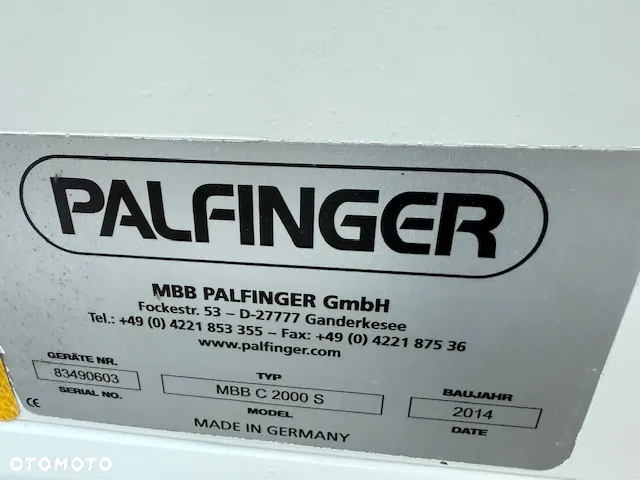 PALFINGER
MBB PALFINGER GmbH
Fockestr. 53 – D-27777 Ganderkesee
Tel.: +49 (0) 4221 853 355 – Fax: +49 (0) 4221 875 36
www.palfinger.com
GERÄTE NR. TYP BAUJAHR
83490603 MBB C 2000 S 2014
SERIAL NO. MODEL DATE
CE MADE IN GERMANY
OTOMOTO